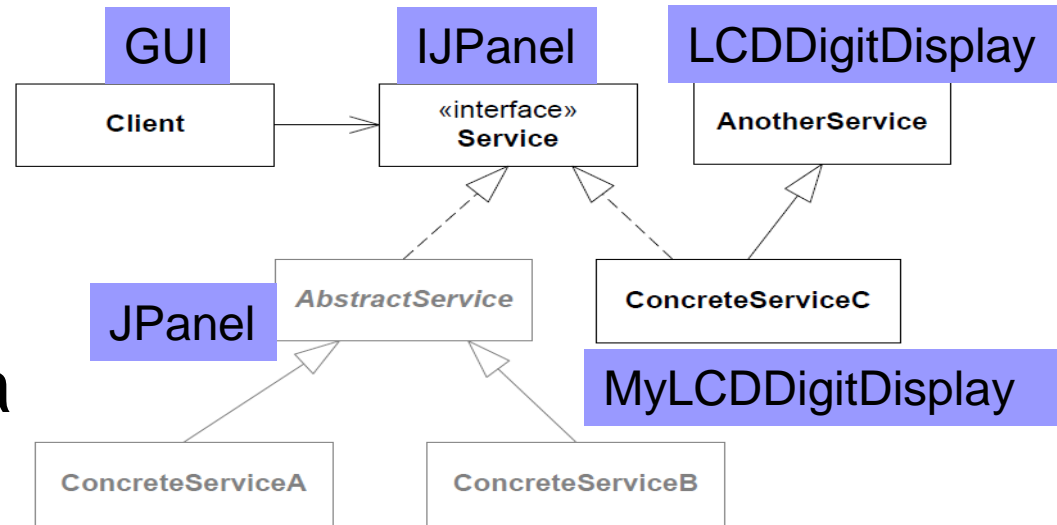 GUI
IJPanel
LCDDigitDisplay
Client
«interface»
Service
AnotherService
AbstractService
ConcreteServiceC
JPanel
MyLCDDigitDisplay
a
ConcreteServiceA
ConcreteServiceB